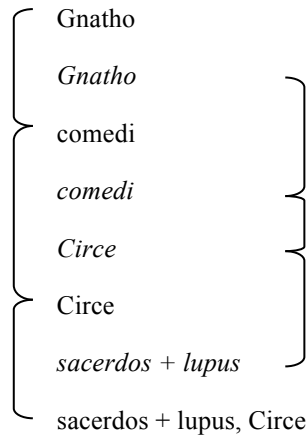 Gnatho
Gnatho
comedi
comedi
Circe
Circe
sacerdos + lupus
sacerdos + lupus, Circe